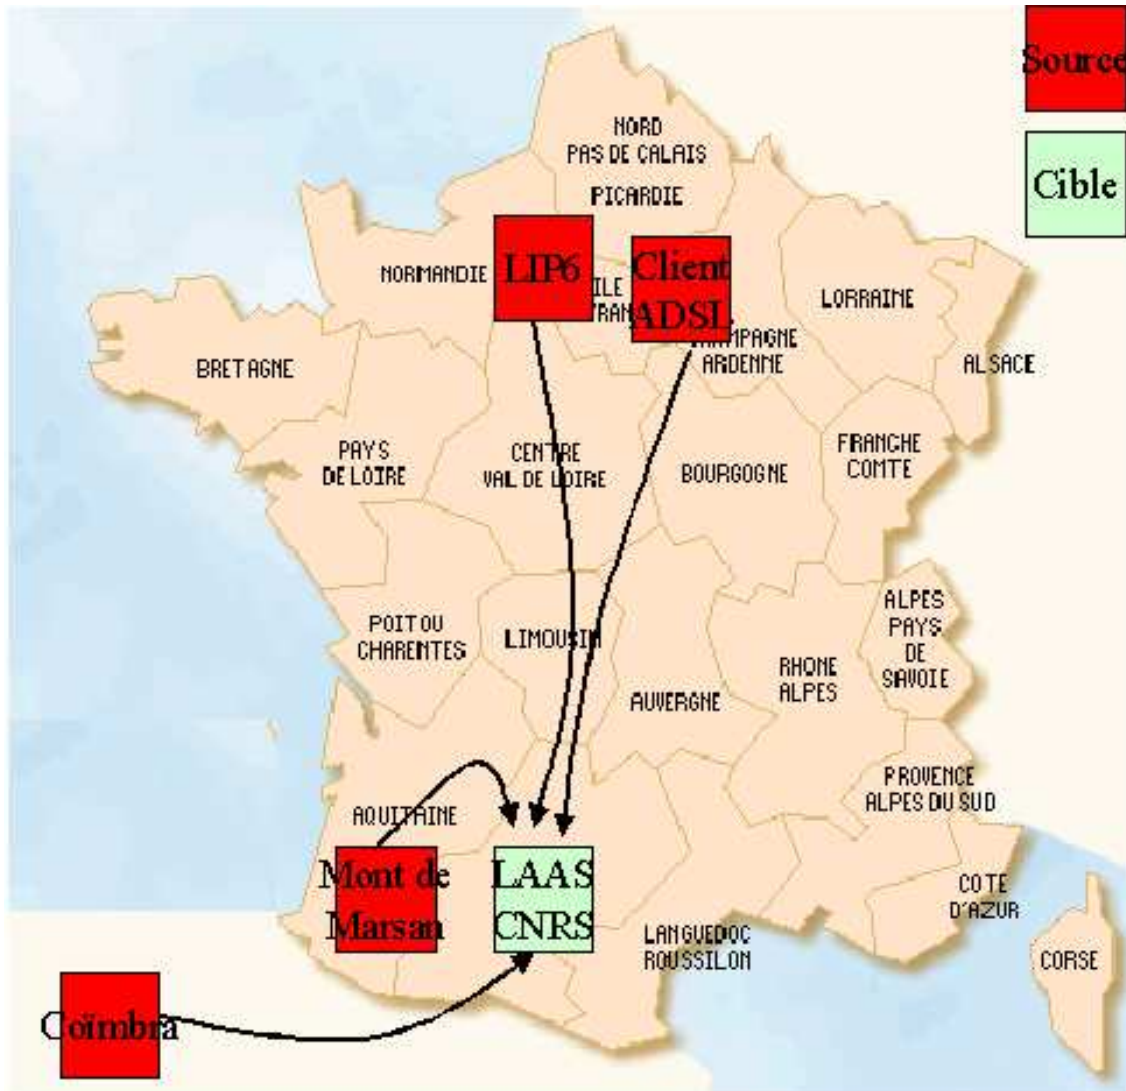 Source
NORD
PAS DE CALAIS
Cible
PICARDIE
LIP6
Client
ADSL
NORMANDIE
ILE
LORRAINE
ARDENNE
ALSACE
BRETAGNE
PAYS
DE LOIRE
CENTRE
VAL DE LOIRE
BOURGOGNE
FRANCHE
COMTE
ALPES
PAYS
DE
SAVOIE
POITOU
CHARENTES
LIMOUSIN
RHONE
ALPES
AUVERGNE
PROVENCE
ALPES DU SUD
AQUITAINE
Mont de
Marsan
LAAS
CNRS
COTE
D'AZUR
LANGUEDOC
ROUSSILON
CORSE
Coïmbra